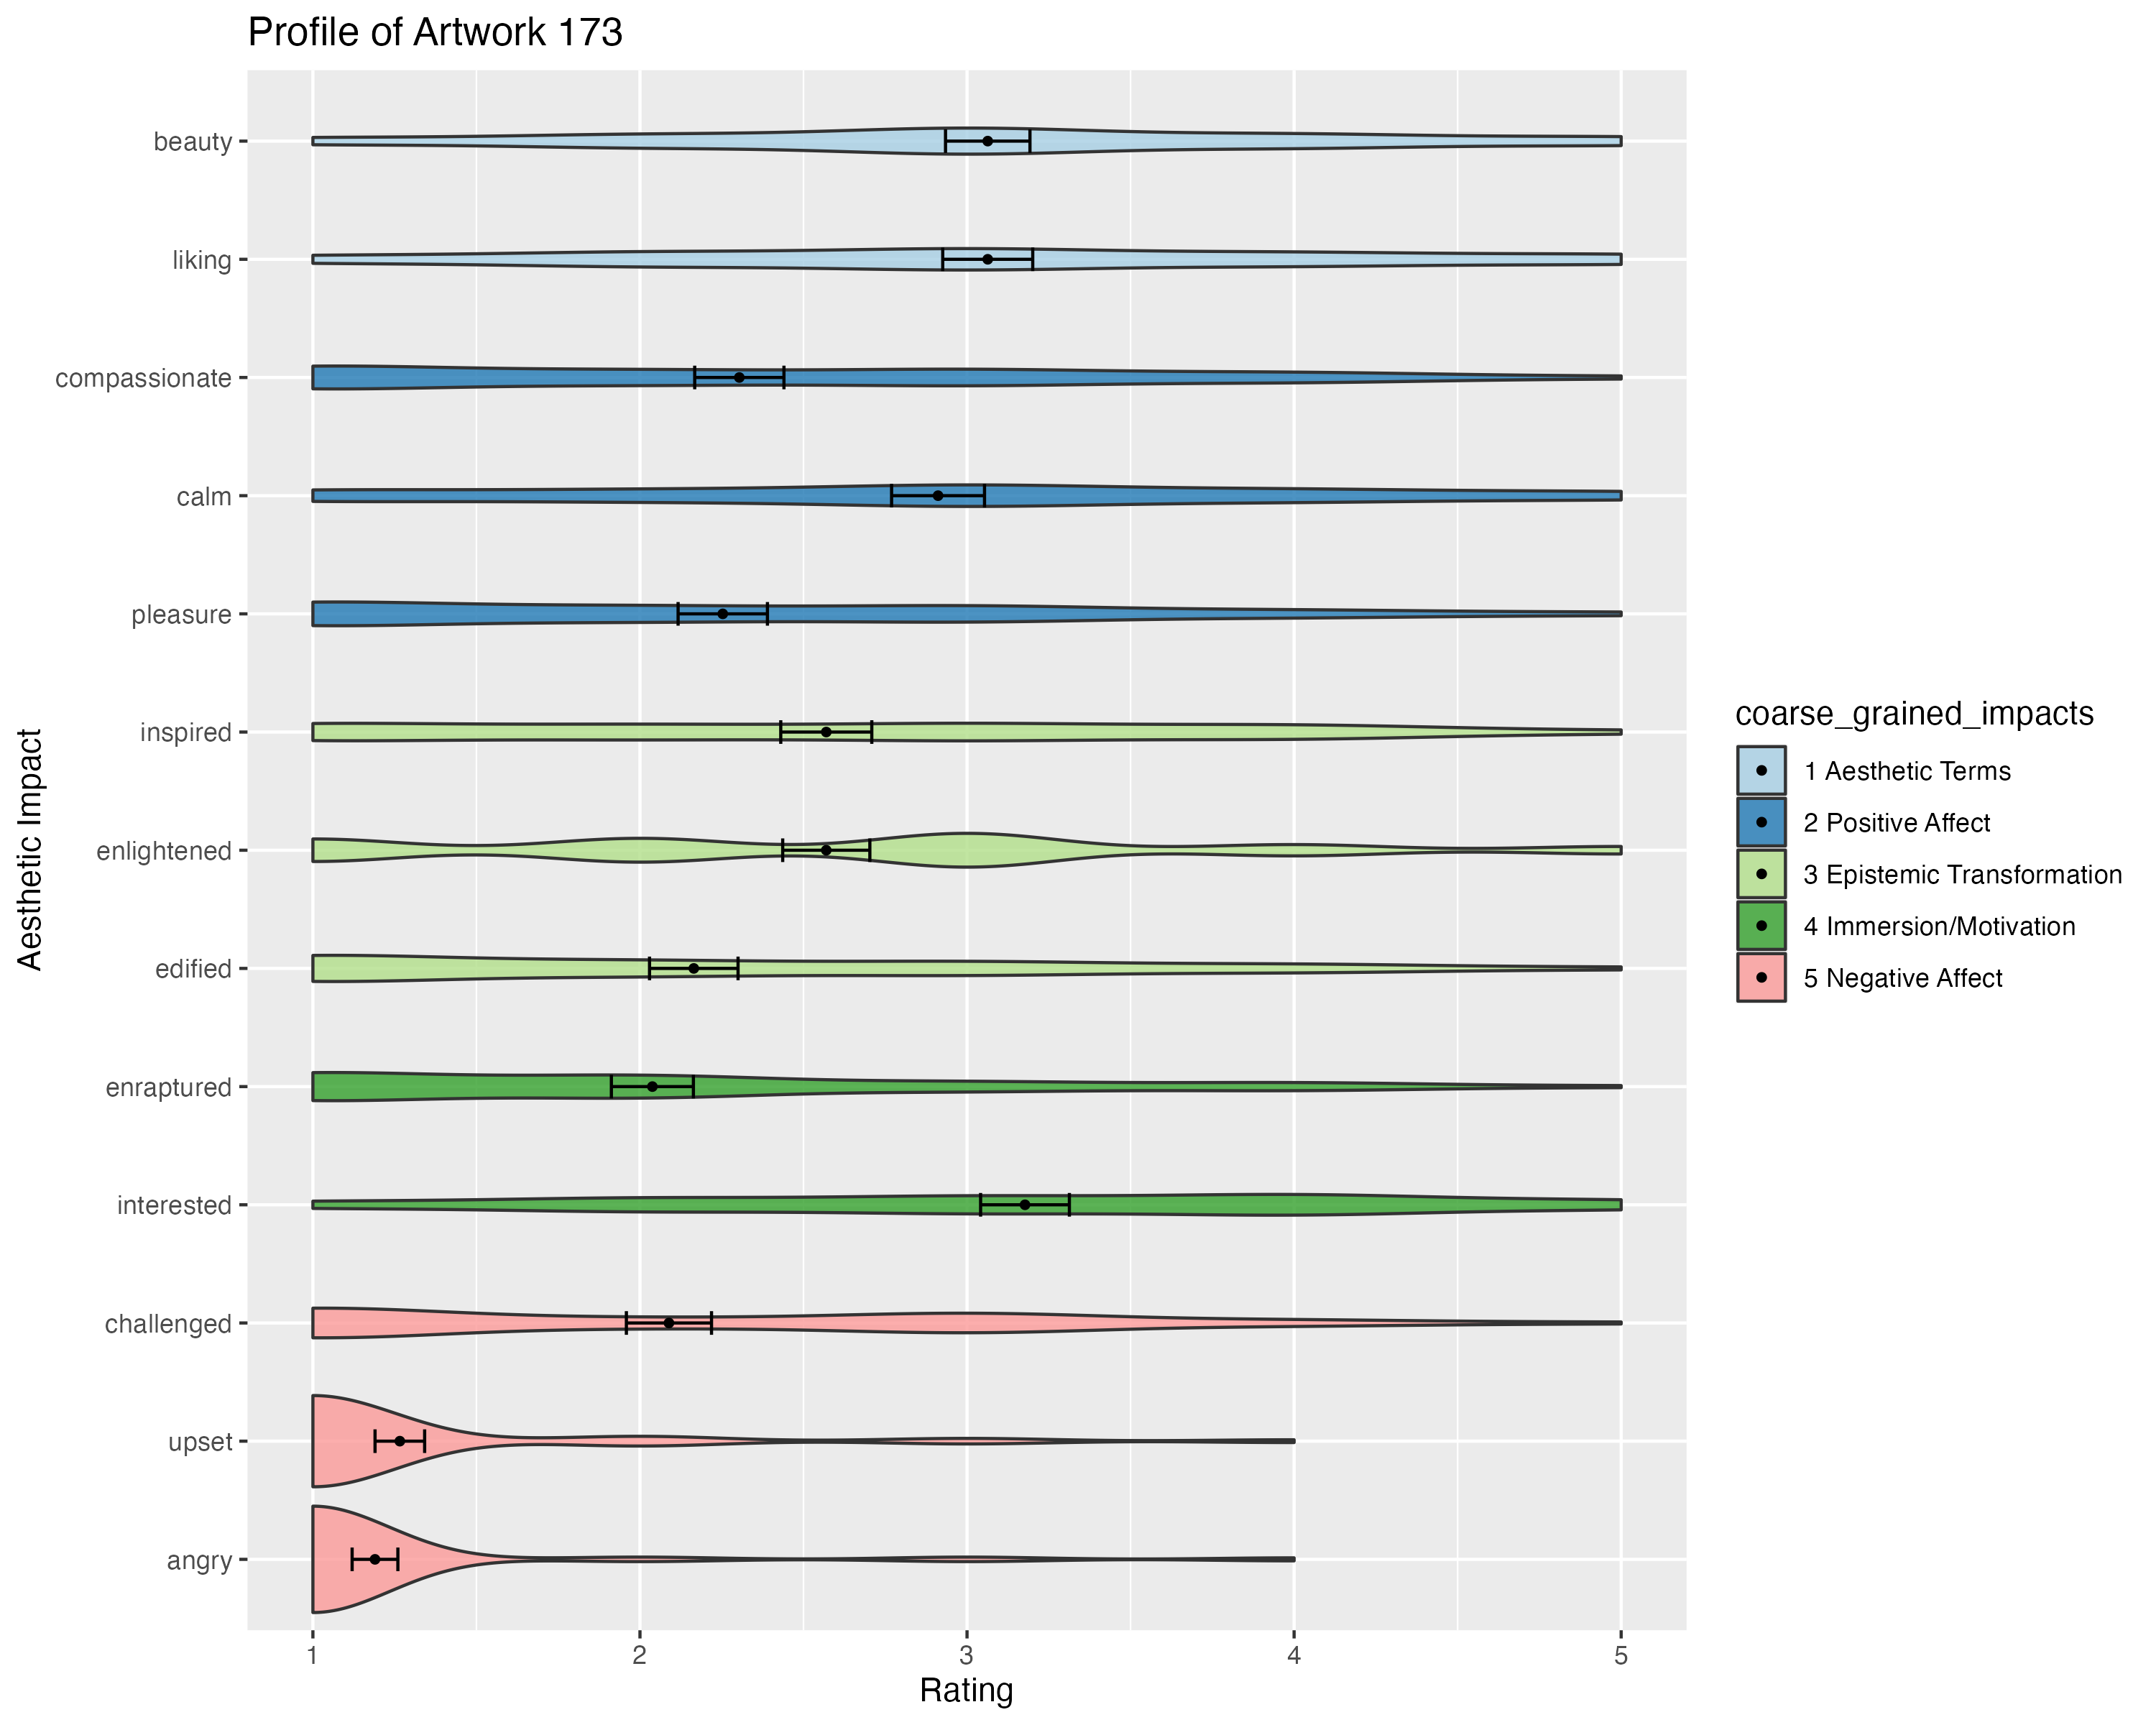 Profile of Artwork 173
beauty
liking
compassionate
calm
pleasure
inspired
enlightened
edified
enraptured
interested
challenged
upset
angry
Aesthetic Impact
1 2 3 4 5
Rating
coarse_grained_impacts
1 Aesthetic Terms
2 Positive Affect
3 Epistemic Transformation
4 Immersion/Motivation
5 Negative Affect